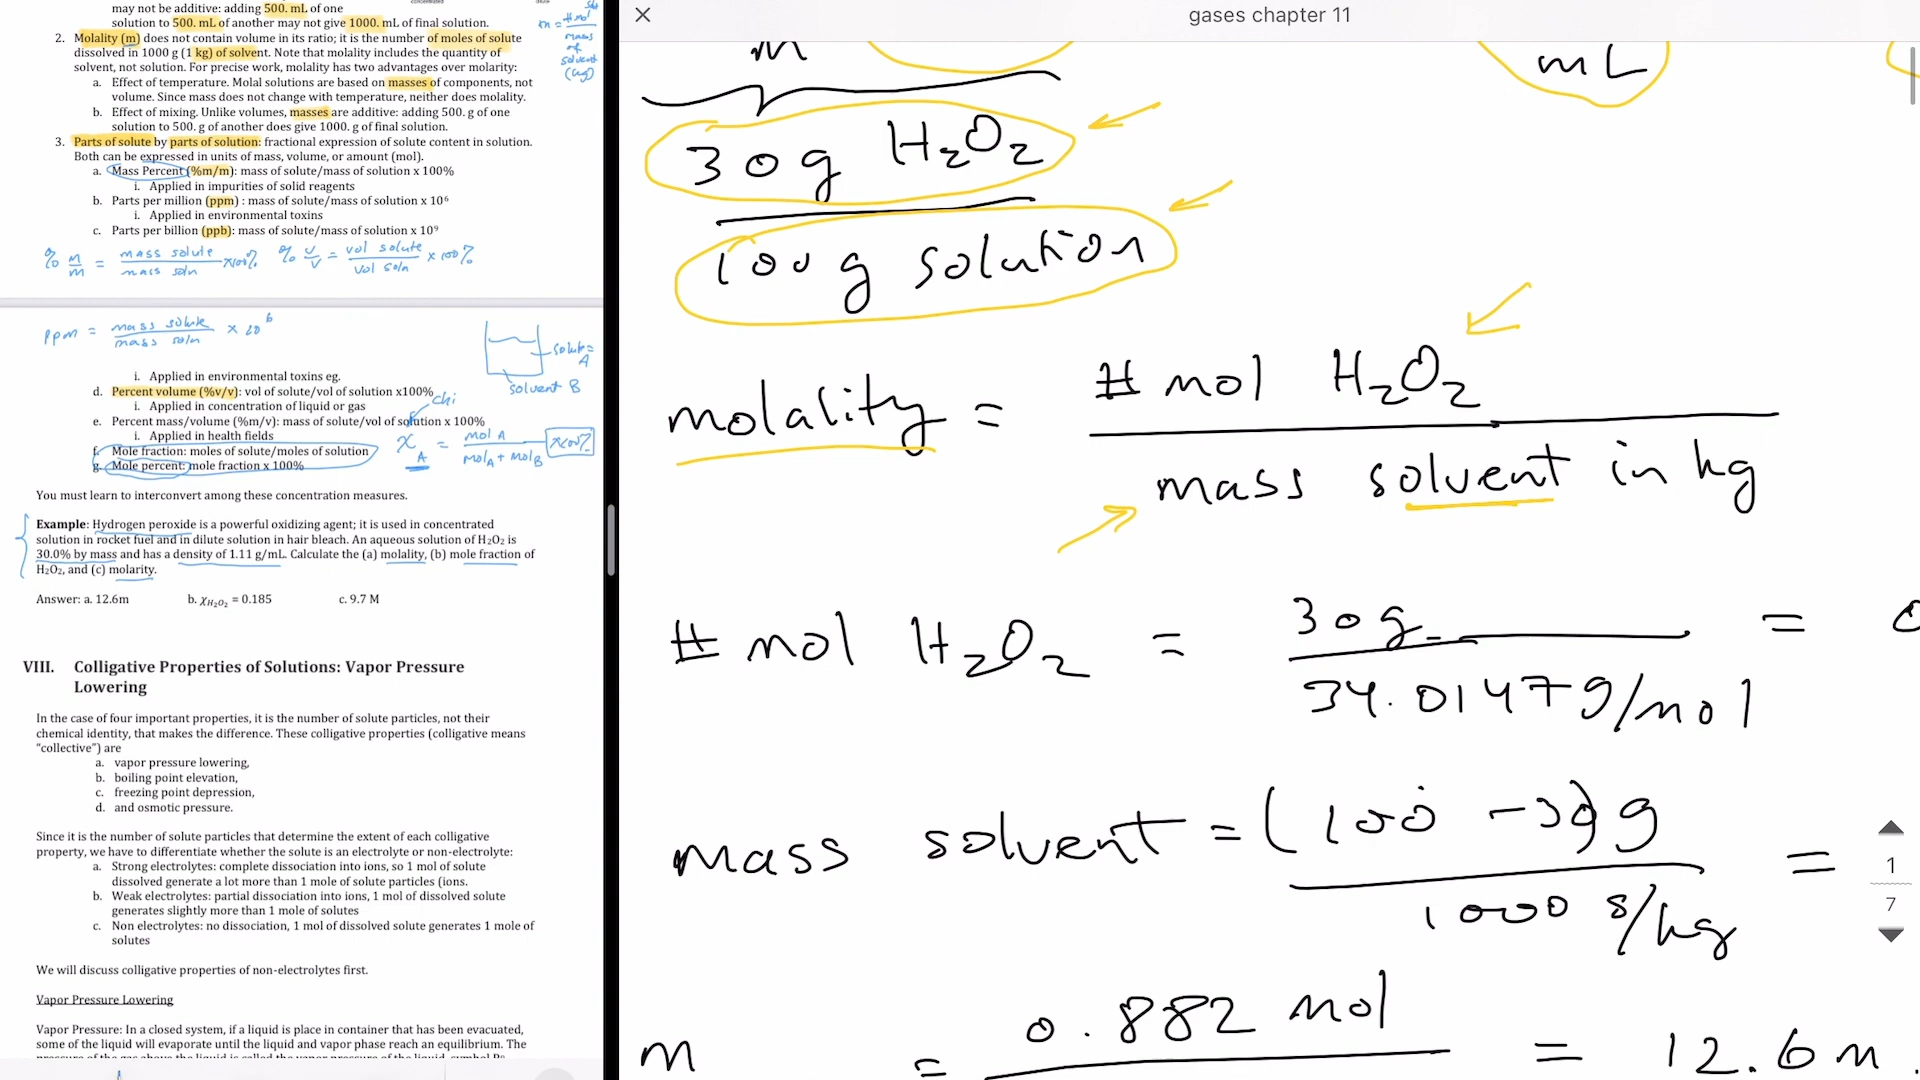 may not be additive: adding 500. mL of one
solution to 500. mL of another may not give 1000. mL of final solution.
2. Molality (m) does not contain volume in its ratio; it is the number of moles of solute
dissolved in 1000 g (1 kg) of solvent. Note that molality includes the quantity of
solvent, not solution. For precise work, molality has two advantages over molarity:
a. Effect of temperature. Molal solutions are based on masses of components, not
volume. Since mass does not change with temperature, neither does molality.
b. Effect of mixing. Unlike volumes, masses are additive: adding 500. g of one
solution to 500. g of another does give 1000. g of final solution.
m = # mol
mass
of
solvent
(kg)
3. Parts of solute by parts of solution: fractional expression of solute content in solution.
Both can be expressed in units of mass, volume, or amount (mol).
a. Mass Percent (%m/m): mass of solute/mass of solution x 100%
i. Applied in impurities of solid reagents
b. Parts per million (ppm) : mass of solute/mass of solution x 10⁶
i. Applied in environmental toxins
c. Parts per billion (ppb): mass of solute/mass of solution x 10⁹
% m/m = mass solute / mass soln x 100% % v/v = vol solute / vol soln x 100%
ppm = mass solute / mass soln x 10⁶
solute = A
solvent B
i. Applied in environmental toxins eg.
d. Percent volume (%v/v): vol of solute/vol of solution x100%
i. Applied in concentration of liquid or gas
chi
e. Percent mass/volume (%m/v): mass of solute/vol of solution x 100%
i. Applied in health fields
f. Mole fraction: moles of solute/moles of solution
g. Mole percent: mole fraction x 100%
χ_A = mol A / mol_A + mol_B x100%
You must learn to interconvert among these concentration measures.
Example: Hydrogen peroxide is a powerful oxidizing agent; it is used in concentrated
solution in rocket fuel and in dilute solution in hair bleach. An aqueous solution of H₂O₂ is
30.0% by mass and has a density of 1.11 g/mL. Calculate the (a) molality, (b) mole fraction of
H₂O₂, and (c) molarity.
Answer: a. 12.6m b. χ_H₂O₂ = 0.185 c. 9.7 M
VIII. Colligative Properties of Solutions: Vapor Pressure
Lowering
In the case of four important properties, it is the number of solute particles, not their
chemical identity, that makes the difference. These colligative properties (colligative means
“collective”) are
a. vapor pressure lowering,
b. boiling point elevation,
c. freezing point depression,
d. and osmotic pressure.
Since it is the number of solute particles that determine the extent of each colligative
property, we have to differentiate whether the solute is an electrolyte or non-electrolyte:
a. Strong electrolytes: complete dissociation into ions, so 1 mol of solute
dissolved generate a lot more than 1 mole of solute particles (ions.
b. Weak electrolytes: partial dissociation into ions, 1 mol of dissolved solute
generates slightly more than 1 mole of solutes
c. Non electrolytes: no dissociation, 1 mol of dissolved solute generates 1 mole of
solutes
We will discuss colligative properties of non-electrolytes first.
Vapor Pressure Lowering
Vapor Pressure: In a closed system, if a liquid is place in container that has been evacuated,
some of the liquid will evaporate until the liquid and vapor phase reach an equilibrium. The
gases chapter 11
m
mL
30g H₂O₂
100g solution
molality = # mol H₂O₂
mass solvent in kg
# mol H₂O₂ = 30g =
34.0147g/mol
mass solvent = (100 - 30)g =
1000 g/kg
m = 0.882 mol = 12.6 m
1
7